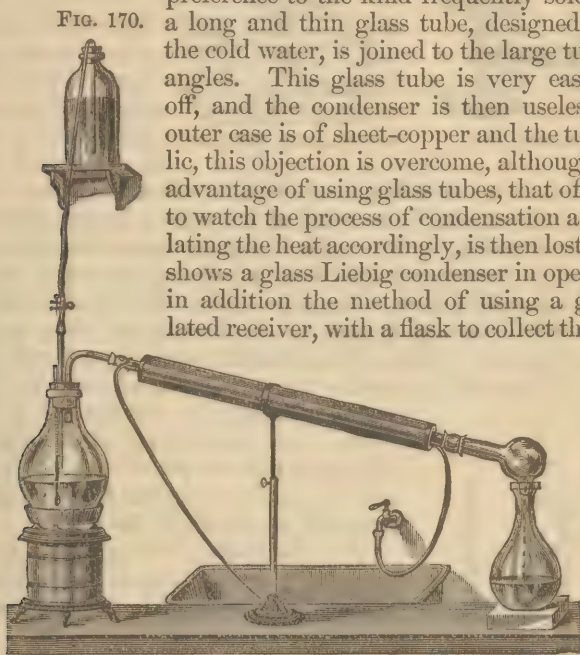 preference to the kind frequently sold
FIG. 170.
a long and thin glass tube, designed
the cold water, is joined to the large tu
angles. This glass tube is very eas
off, and the condenser is then useles
outer case is of sheet-copper and the tu
lic, this objection is overcome, althoug
advantage of using glass tubes, that of
to watch the process of condensation a
lating the heat accordingly, is then lost
shows a glass Liebig condenser in ope
in addition the method of using a g
lated receiver, with a flask to collect th